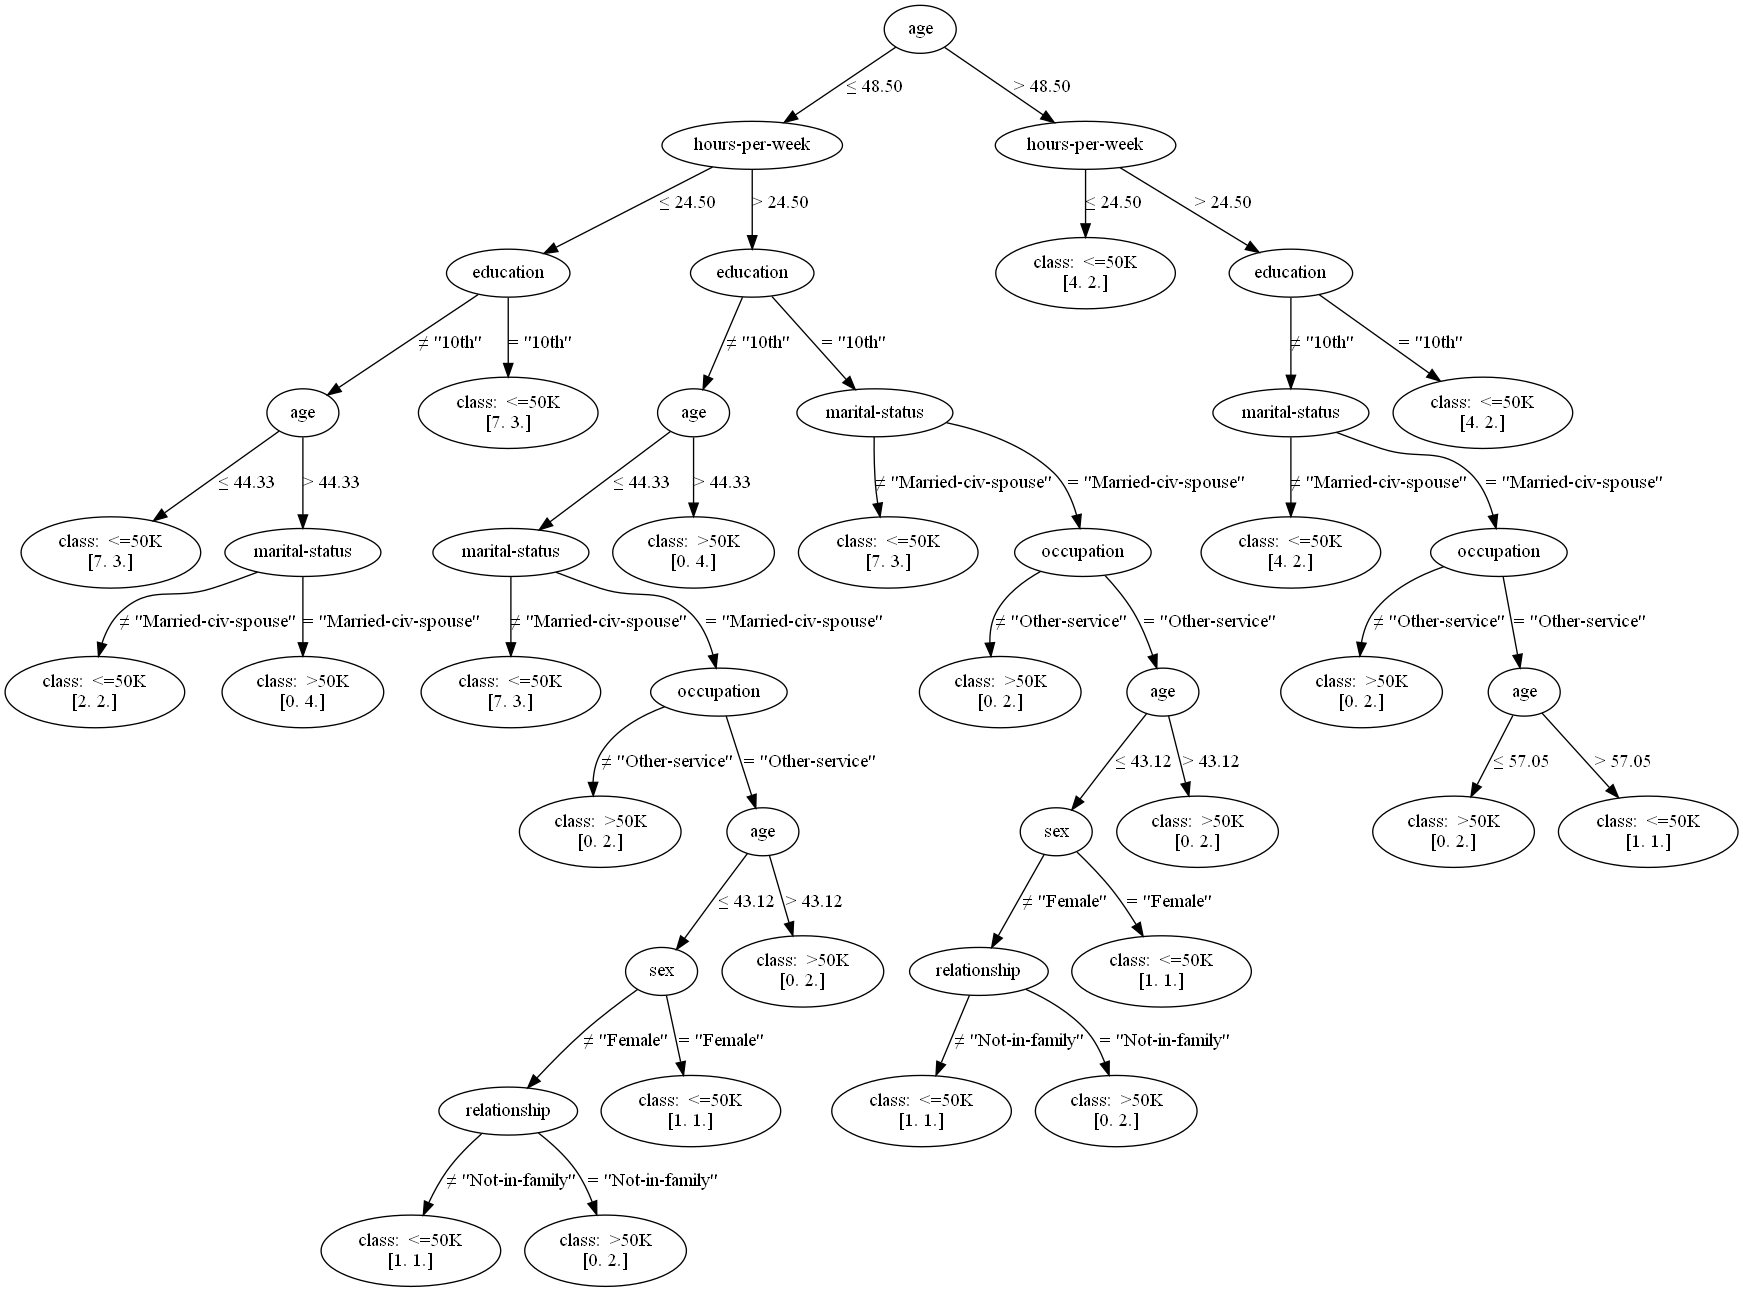 age
≤ 48.50
> 48.50
hours-per-week
hours-per-week
≤ 24.50
> 24.50
≤ 24.50
> 24.50
education
education
class: <=50K
[4. 2.]
education
≠ "10th"
= "10th"
≠ "10th"
= "10th"
≠ "10th"
= "10th"
age
class: <=50K
[7. 3.]
age
marital-status
marital-status
class: <=50K
[4. 2.]
≤ 44.33
> 44.33
≤ 44.33
> 44.33
≠ "Married-civ-spouse"
= "Married-civ-spouse"
≠ "Married-civ-spouse"
= "Married-civ-spouse"
class: <=50K
[7. 3.]
marital-status
marital-status
class: >50K
[0. 4.]
class: <=50K
[7. 3.]
occupation
class: <=50K
[4. 2.]
occupation
≠ "Married-civ-spouse"
= "Married-civ-spouse"
≠ "Married-civ-spouse"
= "Married-civ-spouse"
≠ "Other-service"
= "Other-service"
≠ "Other-service"
= "Other-service"
class: <=50K
[2. 2.]
class: >50K
[0. 4.]
class: <=50K
[7. 3.]
occupation
class: >50K
[0. 2.]
age
class: >50K
[0. 2.]
age
≠ "Other-service"
= "Other-service"
≤ 43.12
> 43.12
≤ 57.05
> 57.05
class: >50K
[0. 2.]
age
sex
class: >50K
[0. 2.]
class: >50K
[0. 2.]
class: <=50K
[1. 1.]
≤ 43.12
> 43.12
≠ "Female"
= "Female"
sex
class: >50K
[0. 2.]
relationship
class: <=50K
[1. 1.]
≠ "Female"
= "Female"
≠ "Not-in-family"
= "Not-in-family"
relationship
class: <=50K
[1. 1.]
class: <=50K
[1. 1.]
class: >50K
[0. 2.]
≠ "Not-in-family"
= "Not-in-family"
class: <=50K
[1. 1.]
class: >50K
[0. 2.]